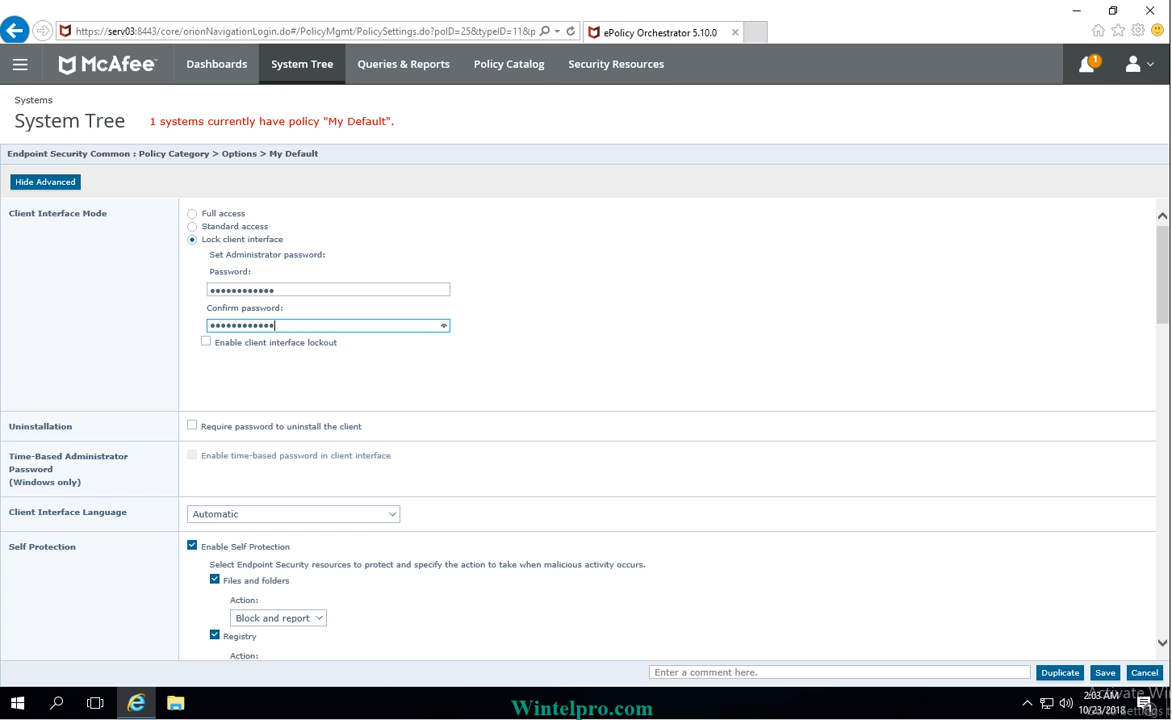 https://serv03:8443/core/orionNavigationLogin.do#/PolicyMgmt/PolicySettings.do?polD=25&typeID=11&p
ePolicy Orchestrator 5.10.0
McAfee
Dashboards
System Tree
Queries & Reports
Policy Catalog
Security Resources
1
Systems
System Tree
1 systems currently have policy "My Default".
Endpoint Security Common : Policy Category > Options > My Default
Hide Advanced
Client Interface Mode
Full access
Standard access
Lock client interface
Set Administrator password:
Password:
••••••••••••
Confirm password:
••••••••••••
Enable client interface lockout
Uninstallation
Require password to uninstall the client
Time-Based Administrator
Password
(Windows only)
Enable time-based password in client interface
Client Interface Language
Automatic
Self Protection
Enable Self Protection
Select Endpoint Security resources to protect and specify the action to take when malicious activity occurs.
Files and folders
Action:
Block and report
Registry
Action:
Enter a comment here.
Duplicate
Save
Cancel
Activate Wi
2:03 AM
10/23/2018
Wintelpro.com